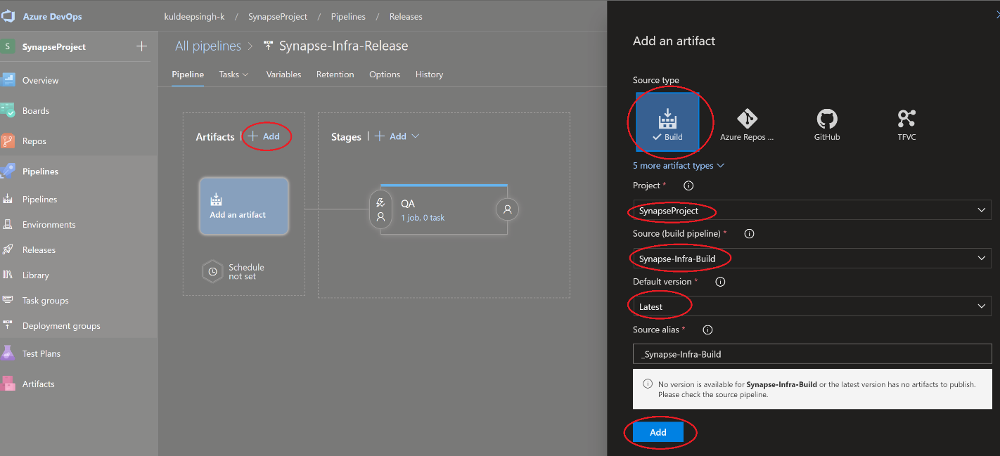 Azure DevOps
kuldeepsingh-k / SynapseProject / Pipelines / Releases
S SynapseProject
Overview
Boards
Repos
Pipelines
Pipelines
Environments
Releases
Library
Task groups
Deployment groups
Test Plans
Artifacts
All pipelines > Synapse-Infra-Release
Pipeline Tasks Variables Retention Options History
Artifacts | + Add
Add an artifact
Schedule
not set
Stages | + Add
QA
1 job, 0 task
Add an artifact
Source type
Build
Azure Repos ...
GitHub
TFVC
5 more artifact types
Project *
SynapseProject
Source (build pipeline) *
Synapse-Infra-Build
Default version *
Latest
Source alias *
_Synapse-Infra-Build
No version is available for Synapse-Infra-Build or the latest version has no artifacts to publish.
Please check the source pipeline.
Add